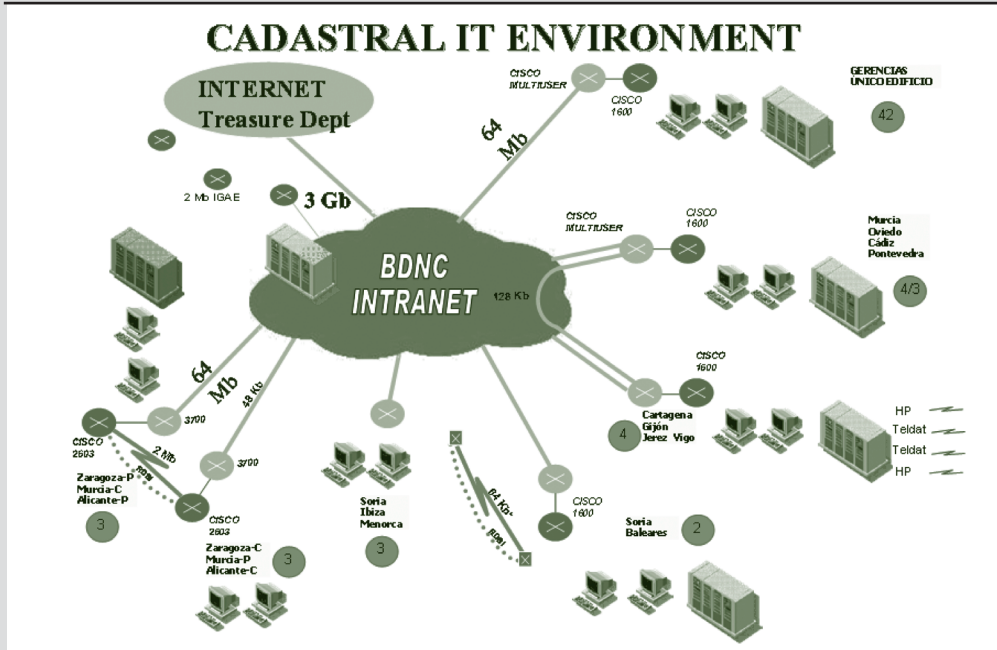 CADASTRAL IT ENVIRONMENT
INTERNET
Treasure Dept
CISCO
MULTIUSER
CISCO
1600
64
Mb
GERENCIAS
UNICO EDIFICIO
42
2 Mb IGAE
3 Gb
CISCO
MULTIUSER
CISCO
1600
Murcia
Oviedo
Cádiz
Pontevedra
4/3
BDNC
INTRANET
128 Kb
64
Mb
48 Kb
CISCO
1600
3700
CISCO
2603
2 Mb
RDSI
3700
Zaragoza-P
Murcia-C
Alicante-P
3
CISCO
2603
Zaragoza-C
Murcia-P
Alicante-C
3
Soria
Ibiza
Menorca
3
64 Kb
RDSI
CISCO
1600
Soria
Baleares
2
Cartagena
Gijón
Jerez Vigo
4
HP
Teldat
Teldat
HP